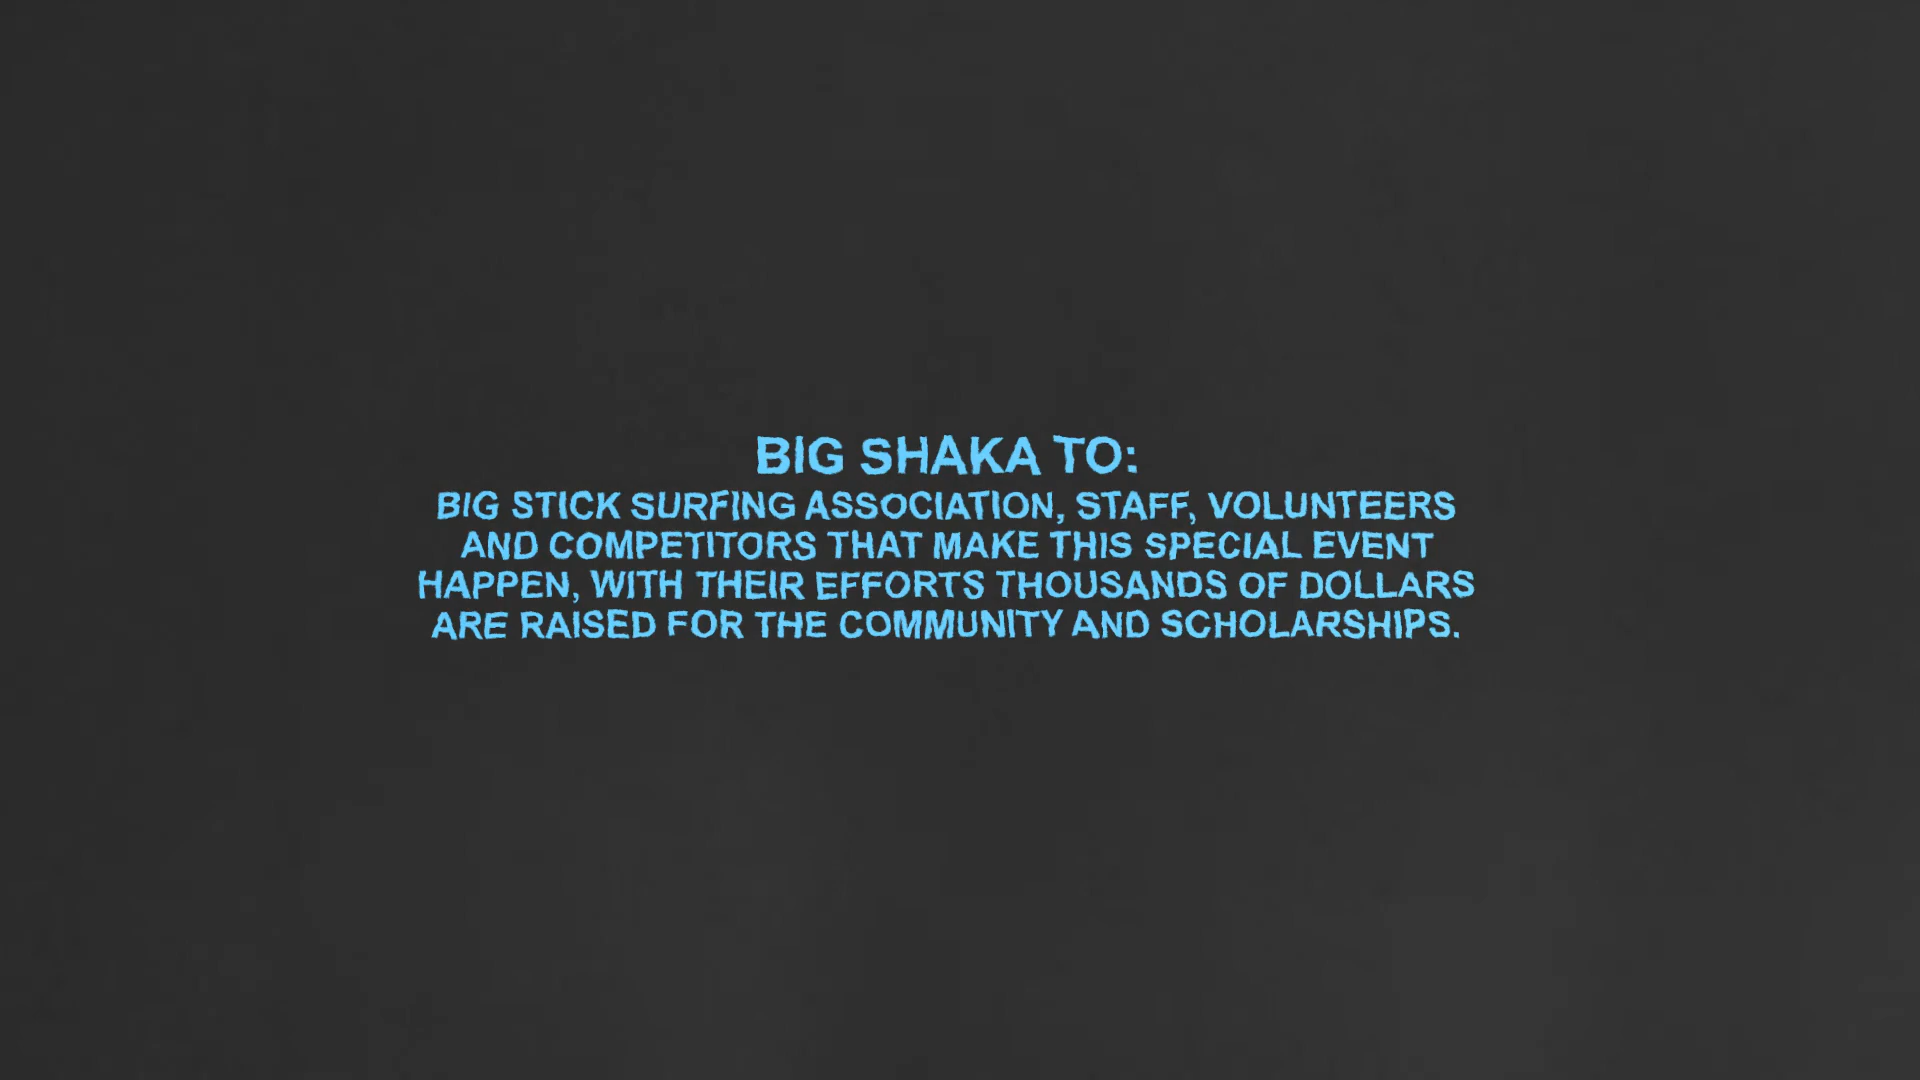 BIG SHAKA TO:
BIG STICK SURFING ASSOCIATION, STAFF, VOLUNTEERS
AND COMPETITORS THAT MAKE THIS SPECIAL EVENT
HAPPEN, WITH THEIR EFFORTS THOUSANDS OF DOLLARS
ARE RAISED FOR THE COMMUNITY AND SCHOLARSHIPS.